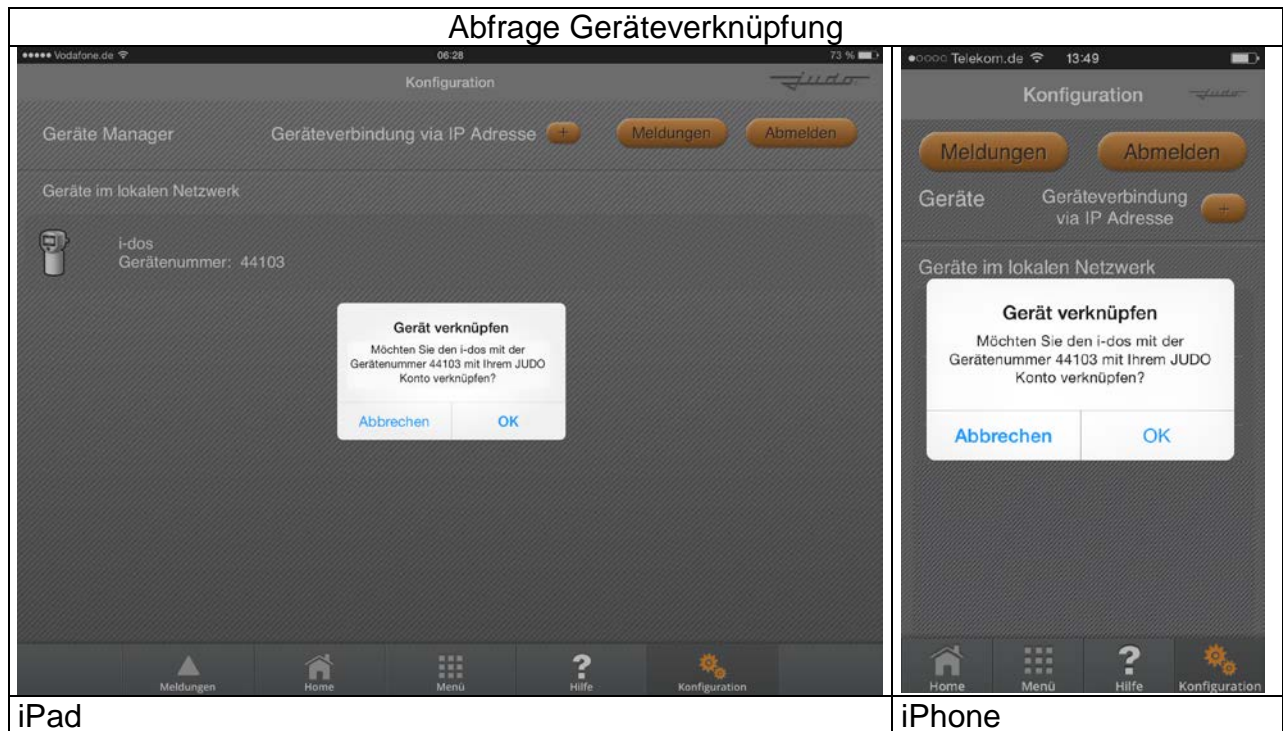 Abfrage Geräteverknüpfung
Vodafone.de 06:28 73 %
Konfiguration judo
Geräte Manager Geräteverbindung via IP Adresse + Meldungen Abmelden
Geräte im lokalen Netzwerk
i-dos
Gerätenummer: 44103
Gerät verknüpfen
Möchten Sie den i-dos mit der
Gerätenummer 44103 mit Ihrem JUDO
Konto verknüpfen?
Abbrechen OK
Meldungen Home Menü Hilfe Konfiguration
iPad
Telekom.de 13:49
Konfiguration judo
Meldungen Abmelden
Geräte Geräteverbindung
via IP Adresse +
Geräte im lokalen Netzwerk
Gerät verknüpfen
Möchten Sie den i-dos mit der
Gerätenummer 44103 mit Ihrem JUDO
Konto verknüpfen?
Abbrechen OK
Home Menü Hilfe Konfiguration
iPhone